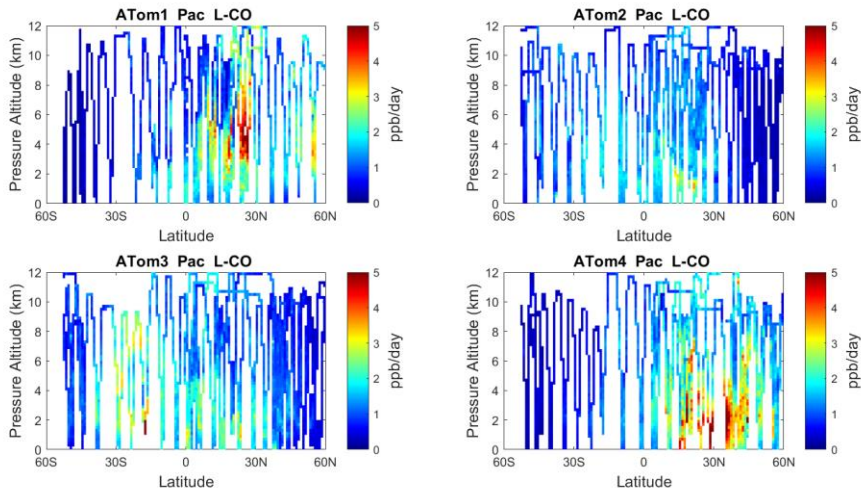 ATom1 Pac L-CO
Pressure Altitude (km)
12
10
8
6
4
2
0
60S 30S 0 30N 60N
Latitude
5
4
3
2
1
0
ppb/day
ATom2 Pac L-CO
Pressure Altitude (km)
12
10
8
6
4
2
0
60S 30S 0 30N 60N
Latitude
5
4
3
2
1
0
ppb/day
ATom3 Pac L-CO
Pressure Altitude (km)
12
10
8
6
4
2
0
60S 30S 0 30N 60N
Latitude
5
4
3
2
1
0
ppb/day
ATom4 Pac L-CO
Pressure Altitude (km)
12
10
8
6
4
2
0
60S 30S 0 30N 60N
Latitude
5
4
3
2
1
0
ppb/day